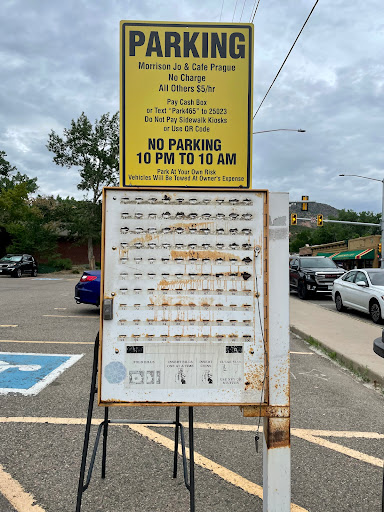 PARKING
Morrison Jo & Cafe Prague
No Charge
All Others $5/hr
Pay Cash Box
or Text "Park465" to 25023
Do Not Pay Sidewalk Kiosks
or Use QR Code
NO PARKING
10 PM TO 10 AM
Park At Your Own Risk
Vehicles Will Be Towed At Owner's Expense